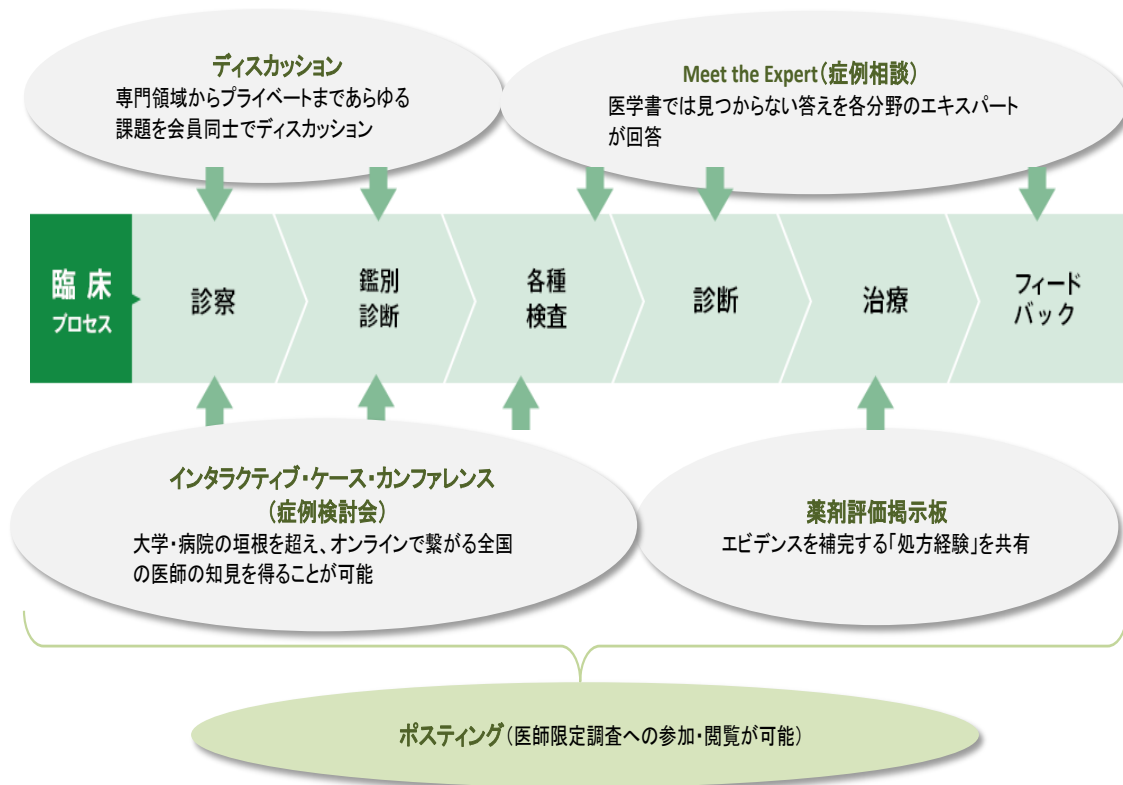 ディスカッション
専門領域からプライベートまであらゆる
課題を会員同士でディスカッション
Meet the Expert(症例相談)
医学書では見つからない答えを各分野のエキスパート
が回答
臨床
プロセス
診察
鑑別
診断
各種
検査
診断
治療
フィード
バック
インタラクティブ・ケース・カンファレンス
(症例検討会)
大学・病院の垣根を超え、オンラインで繋がる全国
の医師の知見を得ることが可能
薬剤評価掲示板
エビデンスを補完する「処方経験」を共有
ポスティング(医師限定調査への参加・閲覧が可能)